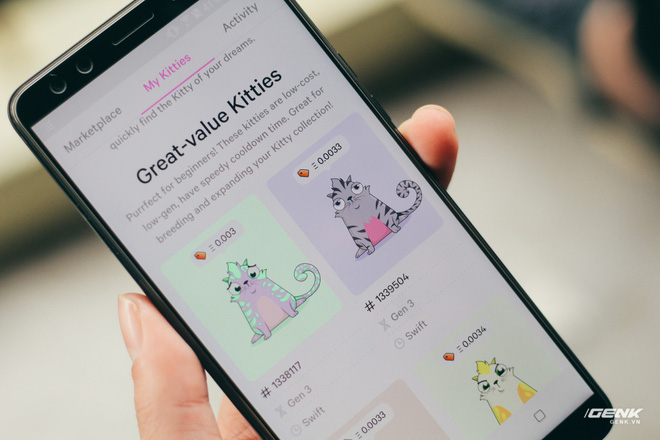 Marketplace
My Kitties
Activity
quickly find the Kitty of your dreams.
Great-value Kitties
Purrfect for beginners! These kitties are low-cost,
low-gen, have speedy cooldown time. Great for
breeding and expanding your Kitty collection!
Ξ 0.003
Ξ 0.0033
# 1338117
Gen 3
Swift
# 1339504
Gen 3
Swift
Ξ 0.0033
Ξ 0.0034
/GENK
GENK.VN